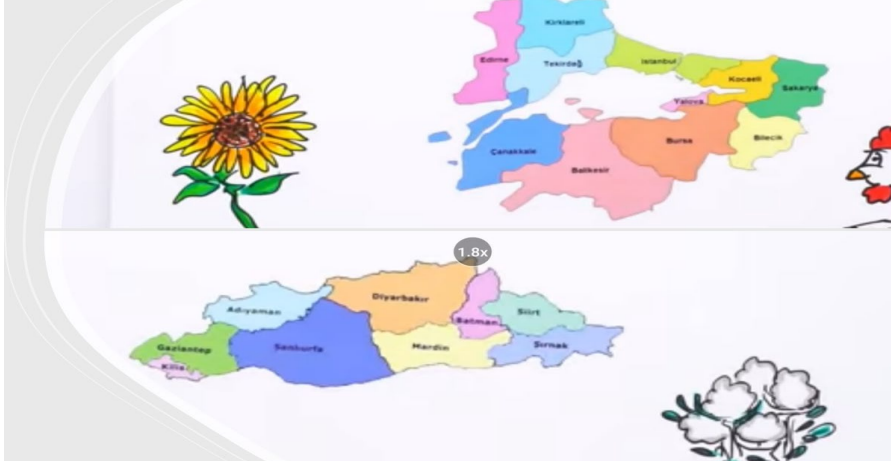 Kırklareli
Edirne
Tekirdağ
İstanbul
Kocaeli
Sakarya
Yalova
Çanakkale
Bursa
Bilecik
Balıkesir
1.8x
Diyarbakır
Adıyaman
Batman
Siirt
Gaziantep
Şanlıurfa
Mardin
Şırnak
Kilis